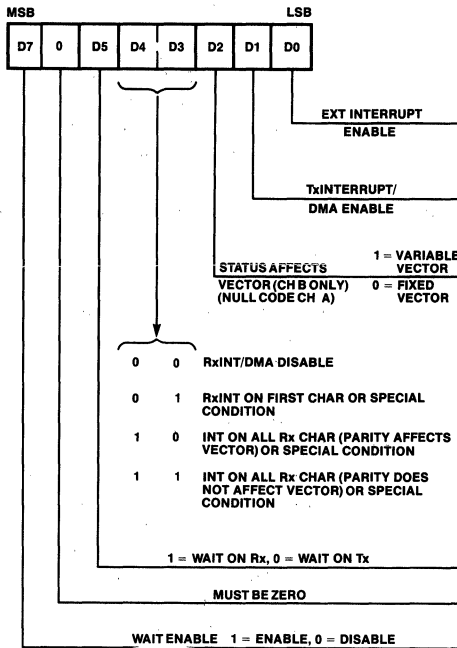 MSB LSB
D7 0 D5 D4 D3 D2 D1 D0
EXT INTERRUPT
ENABLE
TxINTERRUPT/
DMA ENABLE
STATUS AFFECTS
VECTOR (CH B ONLY)
(NULL CODE CH A)
1 = VARIABLE
VECTOR
0 = FIXED
VECTOR
0 0 RxINT/DMA DISABLE
0 1 RxINT ON FIRST CHAR OR SPECIAL
CONDITION
1 0 INT ON ALL Rx CHAR (PARITY AFFECTS
VECTOR) OR SPECIAL CONDITION
1 1 INT ON ALL Rx CHAR (PARITY DOES
NOT AFFECT VECTOR) OR SPECIAL
CONDITION
1 = WAIT ON Rx, 0 = WAIT ON Tx
MUST BE ZERO
WAIT ENABLE 1 = ENABLE, 0 = DISABLE